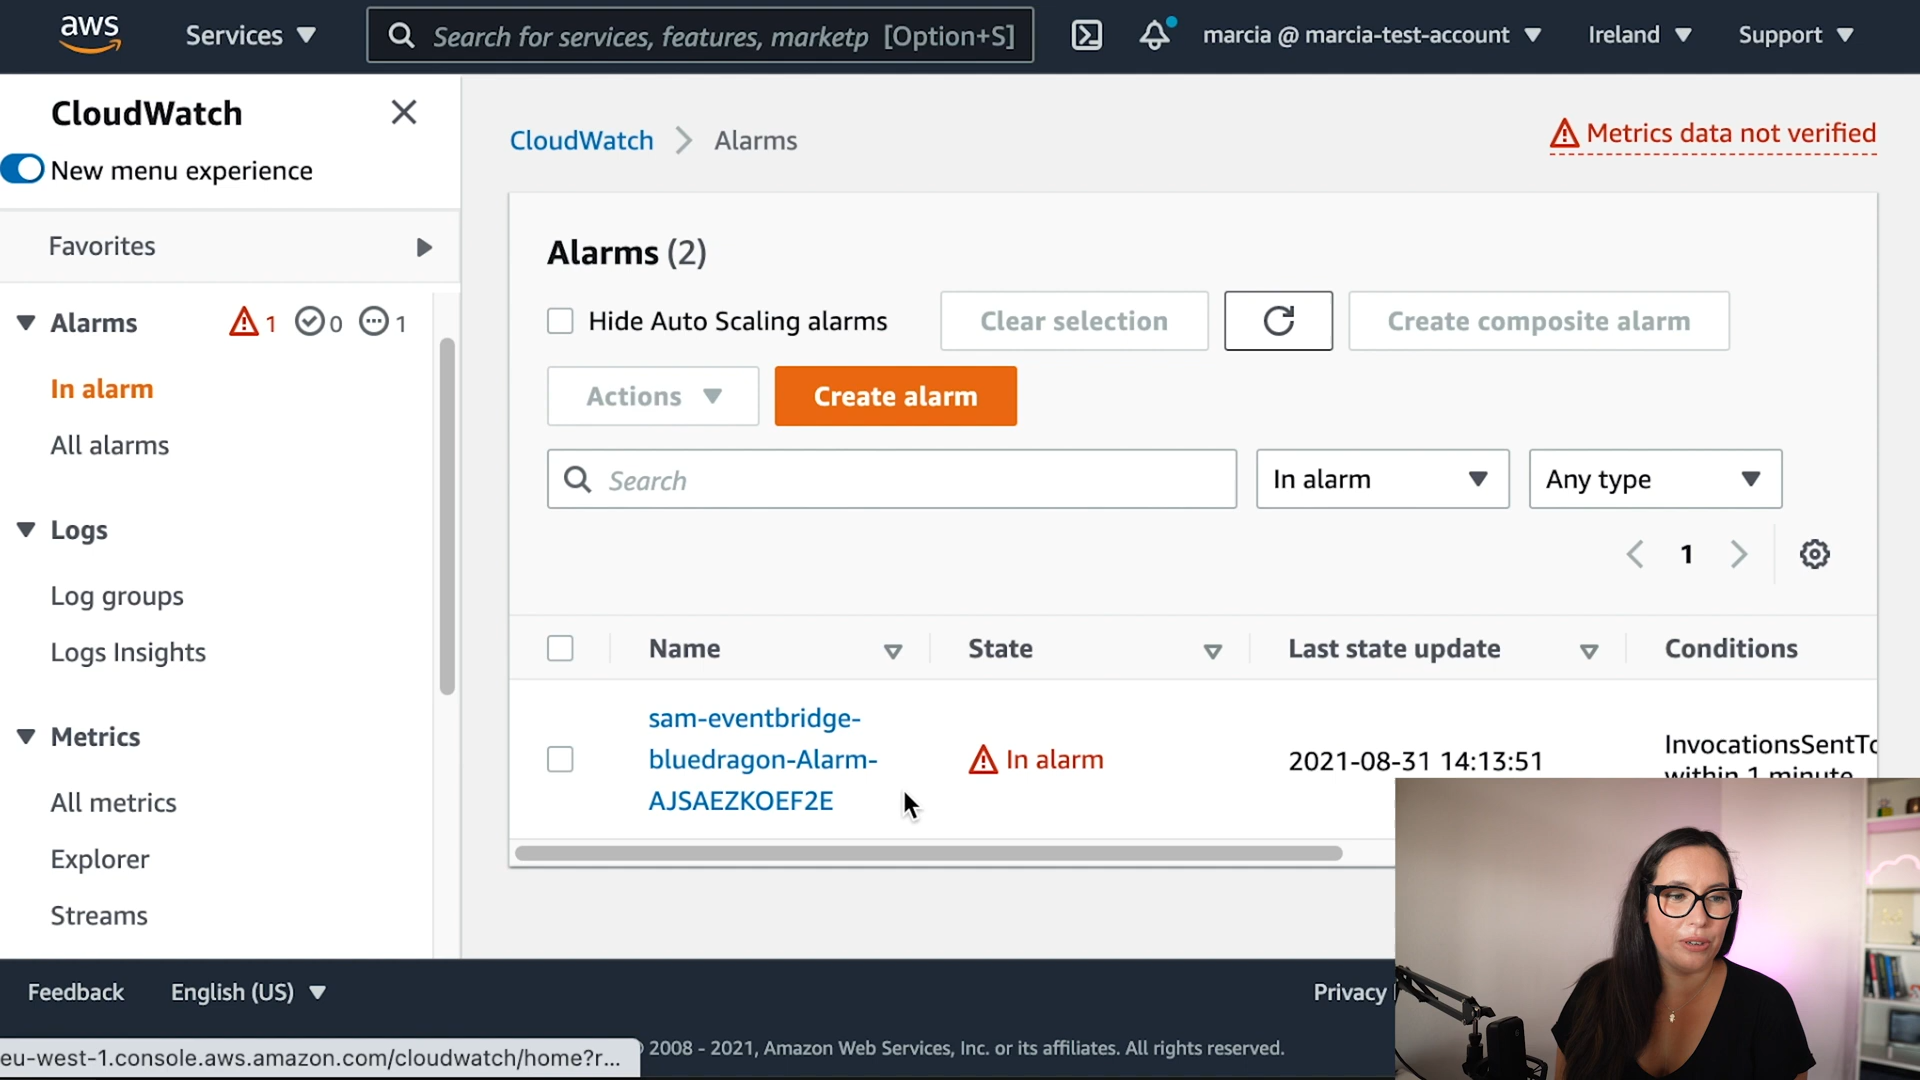 aws
Services
Search for services, features, marketp [Option+S]
marcia @ marcia-test-account
Ireland
Support
CloudWatch
New menu experience
Favorites
Alarms 1 0 1
In alarm
All alarms
Logs
Log groups
Logs Insights
Metrics
All metrics
Explorer
Streams
CloudWatch Alarms
Metrics data not verified
Alarms (2)
Hide Auto Scaling alarms
Clear selection
Create composite alarm
Actions
Create alarm
Search
In alarm
Any type
1
Name State Last state update Conditions
sam-eventbridge-
bluedragon-Alarm-
AJSAEZKOEF2E
In alarm
2021-08-31 14:13:51
InvocationsSentTo
within 1 minute
Feedback
English (US)
Privacy
eu-west-1.console.aws.amazon.com/cloudwatch/home?r...
2008 - 2021, Amazon Web Services, Inc. or its affiliates. All rights reserved.